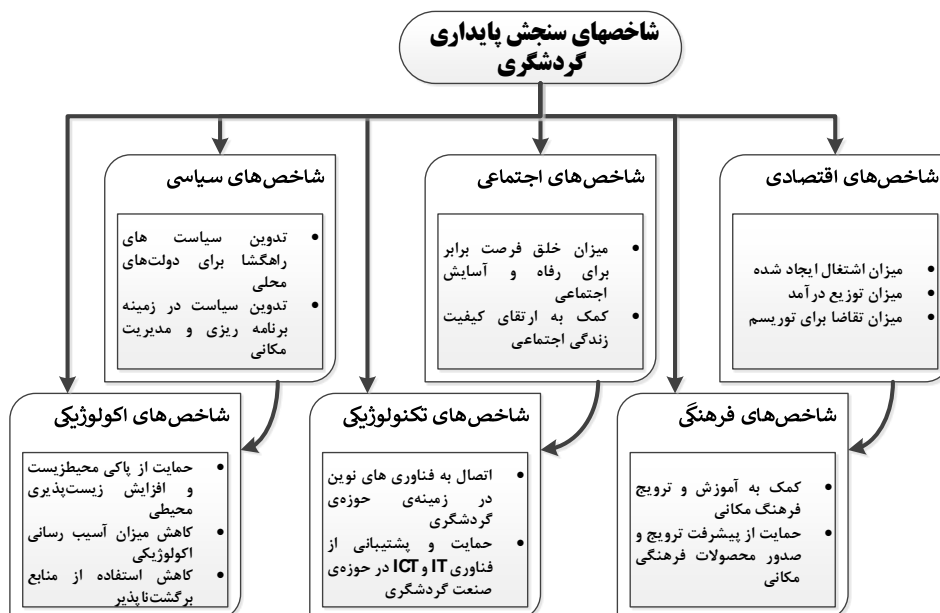 شاخصهای سنجش پایداری
گردشگری
شاخص‌های اقتصادی
• میزان اشتغال ایجاد شده
• میزان توزیع درآمد
• میزان تقاضا برای توریسم
شاخص‌های اجتماعی
• میزان خلق فرصت برابر
برای رفاه و آسایش
اجتماعی
• کمک به ارتقای کیفیت
زندگی اجتماعی
شاخص‌های سیاسی
• تدوین سیاست های
راهگشا برای دولت‌های
محلی
• تدوین سیاست در زمینه
برنامه ریزی و مدیریت
مکانی
شاخص‌های فرهنگی
• کمک به آموزش و ترویج
فرهنگ مکانی
• حمایت از پیشرفت ترویج و
صدور محصولات فرهنگی
مکانی
شاخص‌های تکنولوژیکی
• اتصال به فناوری های نوین
در زمینه‌ی حوزه‌ی
گردشگری
• حمایت و پشتیبانی از
فناوری IT و ICT در حوزه‌ی
صنعت گردشگری
شاخص‌های اکولوژیکی
• حمایت از پاکی محیطزیست
و افزایش زیست‌پذیری
محیطی
• کاهش میزان آسیب رسانی
اکولوژیکی
• کاهش استفاده از منابع
برگشت‌ناپذیر